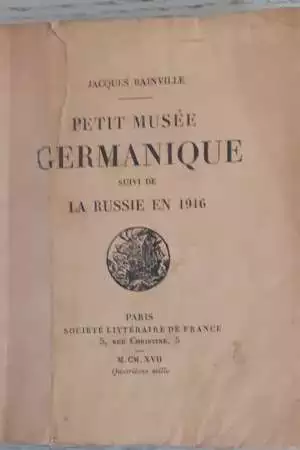 JACQUES BAINVILLE
PETIT MUSÉE
GERMANIQUE
SUIVI DE
LA RUSSIE EN 1916
PARIS
SOCIÉTÉ LITTÉRAIRE DE FRANCE
5, RUE CHRISTINE, 5
M. CM. XVII
Quatrième mille